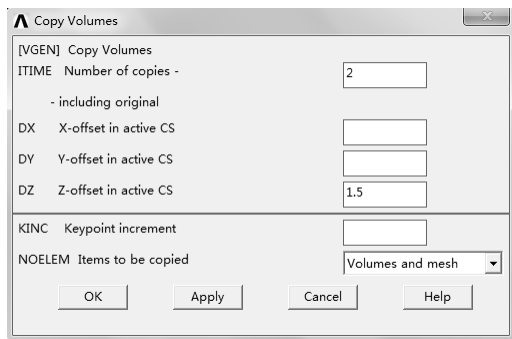 Copy Volumes
[VGEN] Copy Volumes
ITIME Number of copies - 2
- including original
DX X-offset in active CS
DY Y-offset in active CS
DZ Z-offset in active CS 1.5
KINC Keypoint increment
NOELEM Items to be copied Volumes and mesh
OK Apply Cancel Help